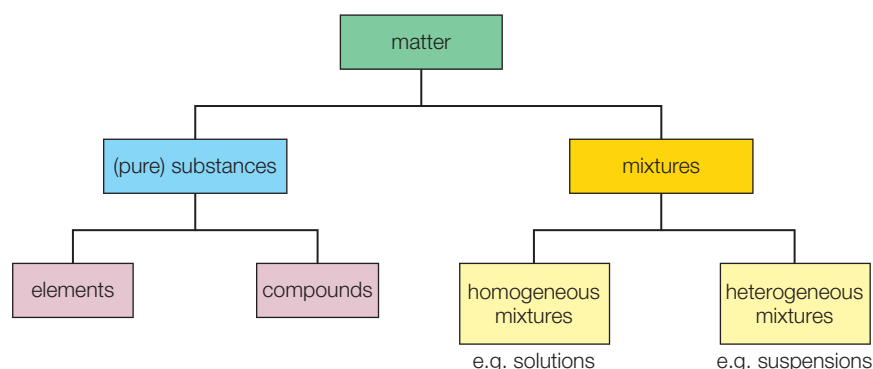 matter
(pure) substances
mixtures
elements
compounds
homogeneous
mixtures
heterogeneous
mixtures
e.g. solutions
e.g. suspensions